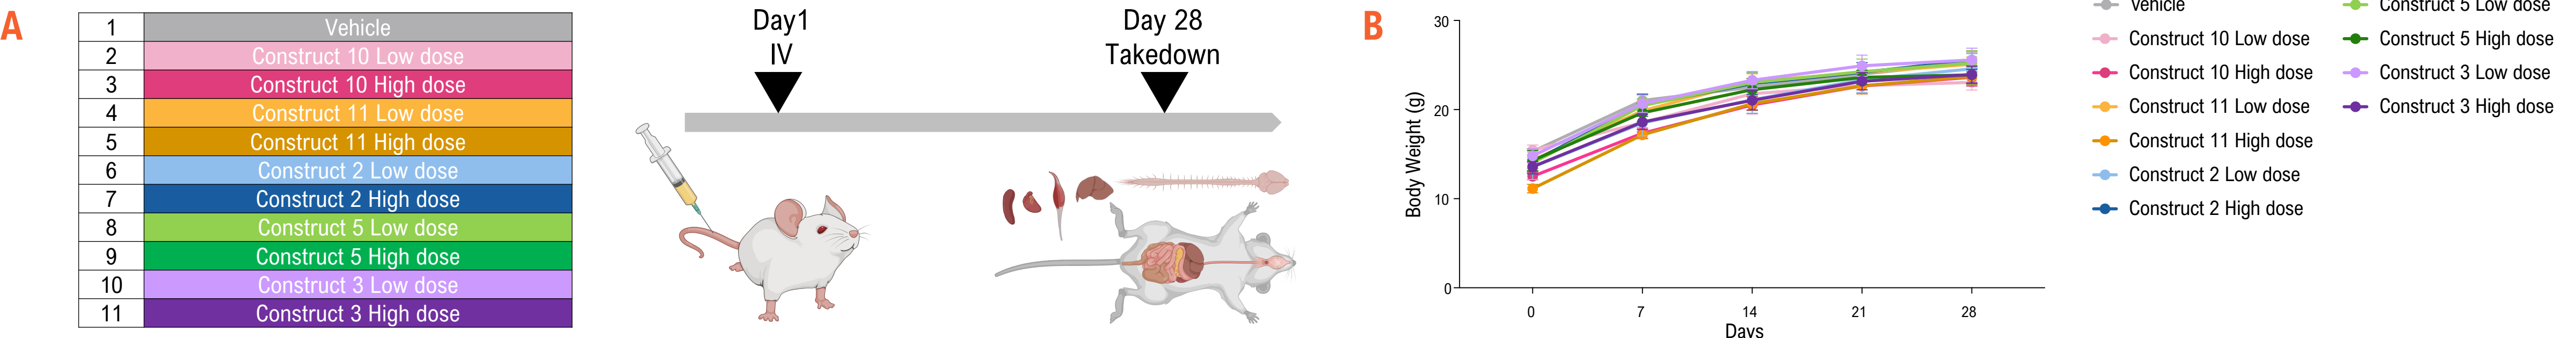 A
1 Vehicle
2 Construct 10 Low dose
3 Construct 10 High dose
4 Construct 11 Low dose
5 Construct 11 High dose
6 Construct 2 Low dose
7 Construct 2 High dose
8 Construct 5 Low dose
9 Construct 5 High dose
10 Construct 3 Low dose
11 Construct 3 High dose
Day1
IV
Day 28
Takedown
B
Body Weight (g)
30
20
10
0
0 7 14 21 28
Days
Vehicle
Construct 10 Low dose
Construct 10 High dose
Construct 11 Low dose
Construct 11 High dose
Construct 2 Low dose
Construct 2 High dose
Construct 5 Low dose
Construct 5 High dose
Construct 3 Low dose
Construct 3 High dose